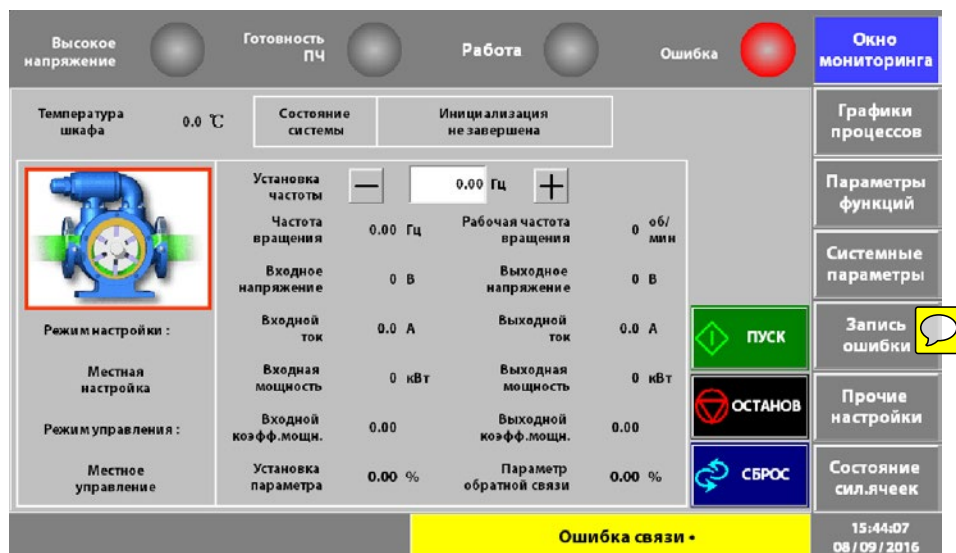 Высокое
напряжение
Готовность
ПЧ
Работа
Ошибка
Окно
мониторинга
Температура
шкафа
0.0 ℃
Состояние
системы
Инициализация
не завершена
Графики
процессов
Параметры
функций
Системные
параметры
Запись
ошибки
Прочие
настройки
Состояние
сил.ячеек
Установка
частоты
0.00 Гц
Частота
вращения
0.00 Гц
Рабочая частота
вращения
0 об/
мин
Входное
напряжение
0 В
Выходное
напряжение
0 В
Режим настройки :
Входной
ток
0.0 А
Выходной
ток
0.0 А
ПУСК
Местная
настройка
Входная
мощность
0 кВт
Выходная
мощность
0 кВт
ОСТАНОВ
Режим управления :
Входной
коэфф.мощн.
0.00
Выходной
коэфф.мощн.
0.00
Местное
управление
Установка
параметра
0.00 %
Параметр
обратной связи
0.00 %
СБРОС
Ошибка связи •
15:44:07
08/09/2016